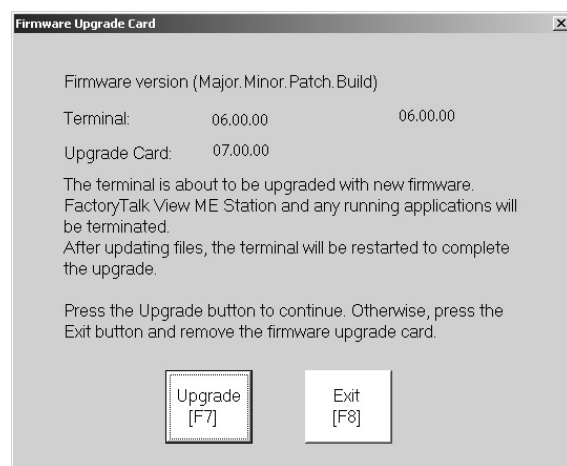 Firmware Upgrade Card
Firmware version (Major.Minor.Patch.Build)
Terminal: 06.00.00 06.00.00
Upgrade Card: 07.00.00
The terminal is about to be upgraded with new firmware.
FactoryTalk View ME Station and any running applications will
be terminated.
After updating files, the terminal will be restarted to complete
the upgrade.
Press the Upgrade button to continue. Otherwise, press the
Exit button and remove the firmware upgrade card.
Upgrade
[F7]
Exit
[F8]